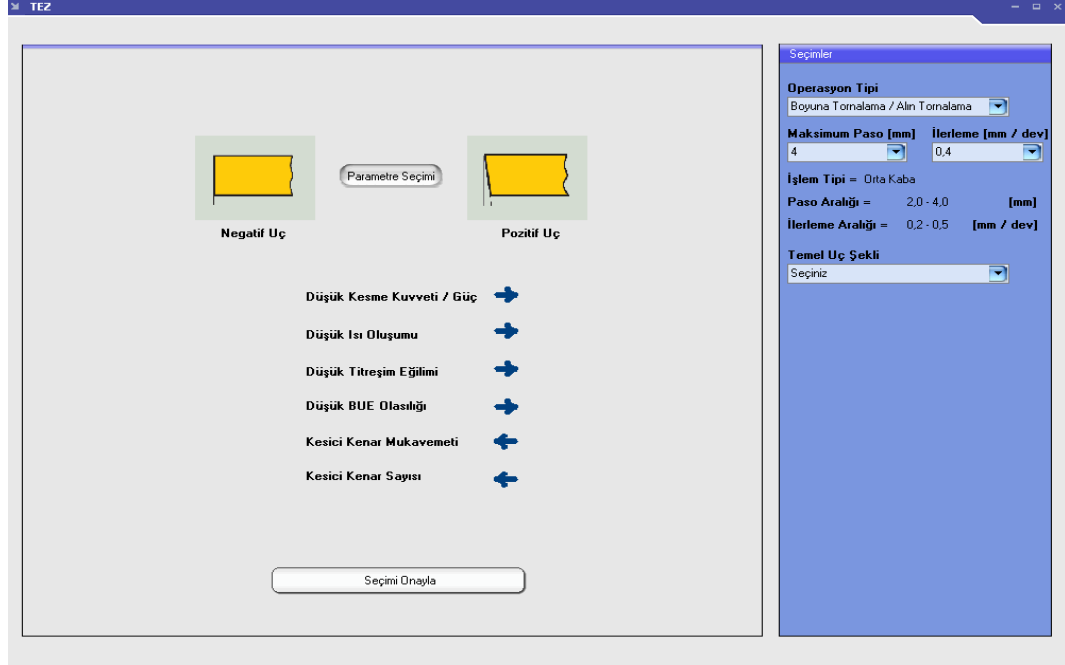 TEZ
Parametre Seçimi
Negatif Uç
Pozitif Uç
Düşük Kesme Kuvveti / Güç
Düşük Isı Oluşumu
Düşük Titreşim Eğilimi
Düşük BUE Olasılığı
Kesici Kenar Mukavemeti
Kesici Kenar Sayısı
Seçimi Onayla
Seçimler
Operasyon Tipi
Boyuna Tornalama / Alın Tornalama
Maksimum Paso [mm] İlerleme [mm / dev]
4 0,4
İşlem Tipi = Orta Kaba
Paso Aralığı = 2,0 - 4,0 [mm]
İlerleme Aralığı = 0,2 - 0,5 [mm / dev]
Temel Uç Şekli
Seçiniz